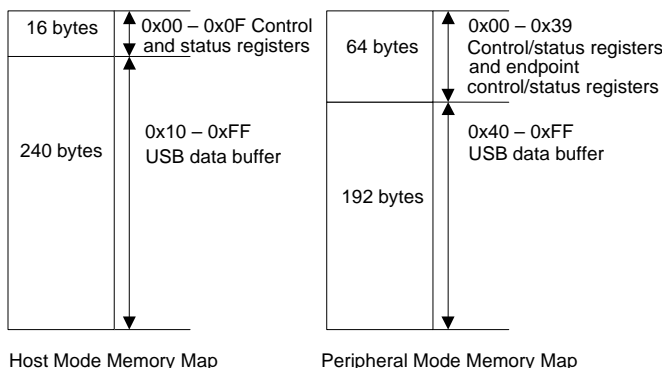 16 bytes
0x00 – 0x0F Control
and status registers
240 bytes
0x10 – 0xFF
USB data buffer
Host Mode Memory Map
64 bytes
0x00 – 0x39
Control/status registers
and endpoint
control/status registers
192 bytes
0x40 – 0xFF
USB data buffer
Peripheral Mode Memory Map